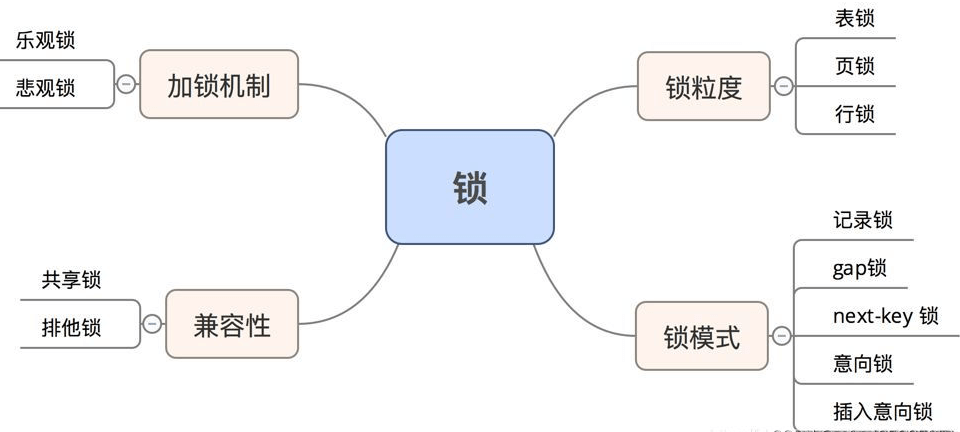 锁
加锁机制
乐观锁
悲观锁
兼容性
共享锁
排他锁
锁粒度
表锁
页锁
行锁
锁模式
记录锁
gap锁
next-key 锁
意向锁
插入意向锁